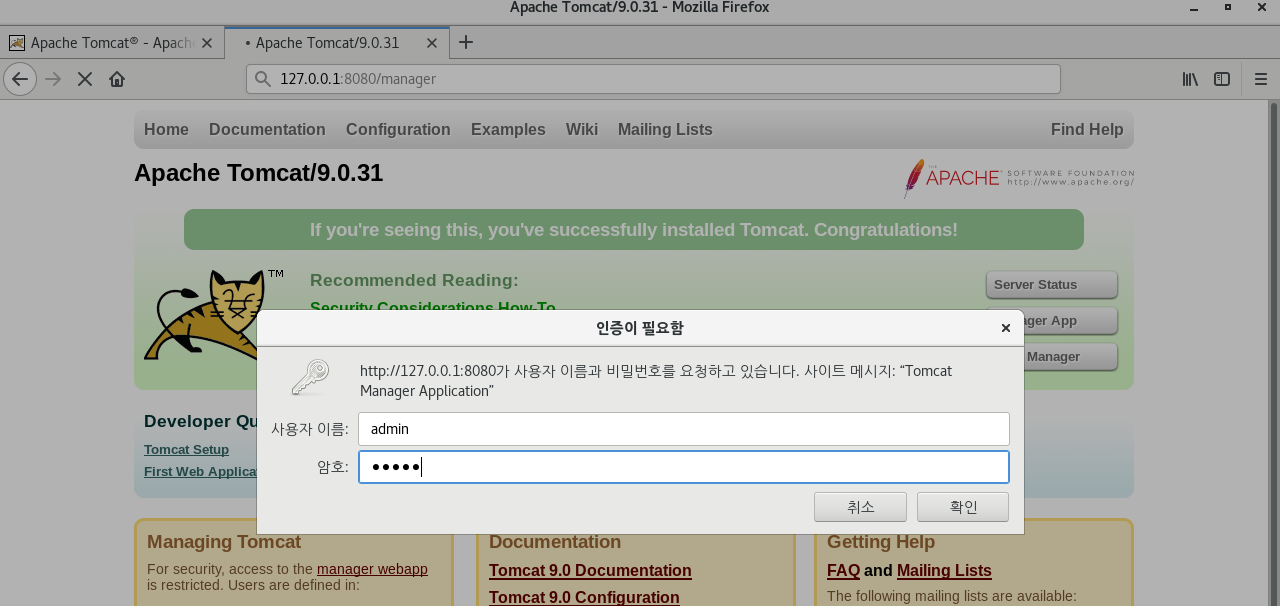 Apache Tomcat/9.0.31 - Mozilla Firefox
Apache Tomcat® - Apache
• Apache Tomcat/9.0.31
127.0.0.1:8080/manager
Home Documentation Configuration Examples Wiki Mailing Lists Find Help
Apache Tomcat/9.0.31
THE
APACHE SOFTWARE FOUNDATION
http://www.apache.org/
If you're seeing this, you've successfully installed Tomcat. Congratulations!
TM
Recommended Reading:
Security Considerations How-To
Server Status
App
Manager
인증이 필요함
http://127.0.0.1:8080가 사용자 이름과 비밀번호를 요청하고 있습니다. 사이트 메시지: “Tomcat
Manager Application”
사용자 이름: admin
암호: •••••
취소 확인
Developer
Tomcat Setup
First Web
Managing Tomcat
For security, access to the manager webapp
is restricted. Users are defined in:
Documentation
Tomcat 9.0 Documentation
Tomcat 9.0 Configuration
Getting Help
FAQ and Mailing Lists
The following mailing lists are available: